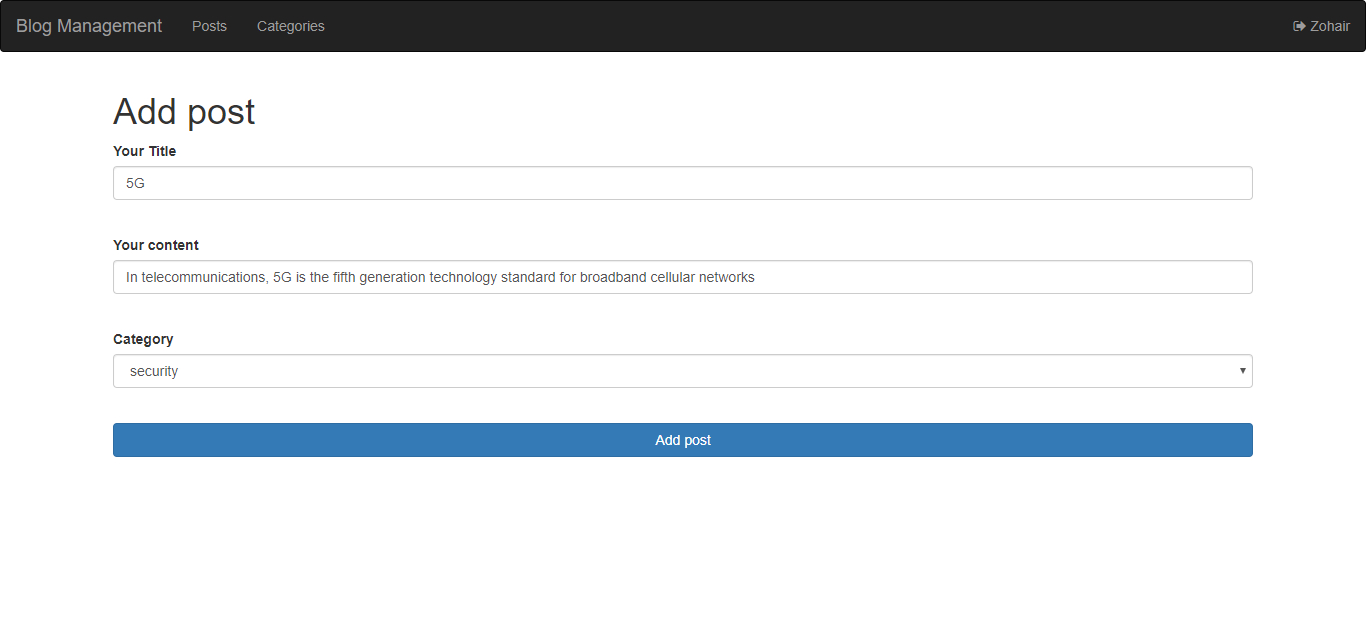 Blog Management Posts Categories Zohair
Add post
Your Title
5G
Your content
In telecommunications, 5G is the fifth generation technology standard for broadband cellular networks
Category
security
Add post